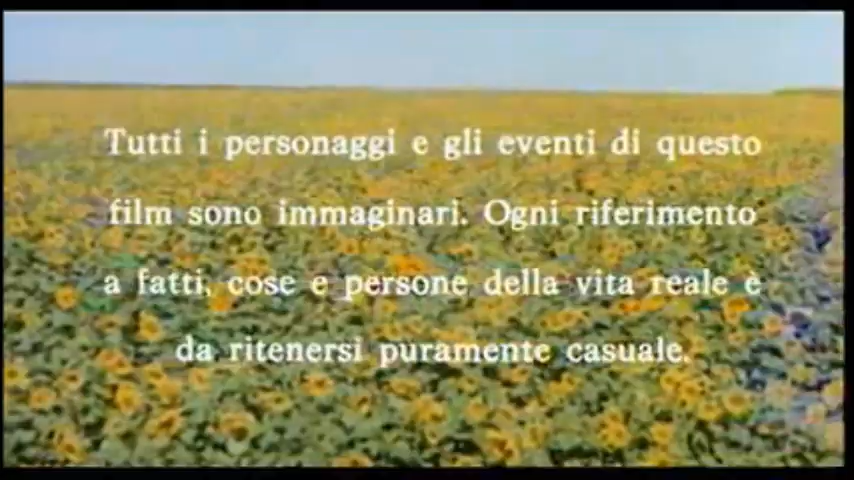 Tutti i personaggi e gli eventi di questo
film sono immaginari. Ogni riferimento
a fatti, cose e persone della vita reale è
da ritenersi puramente casuale.